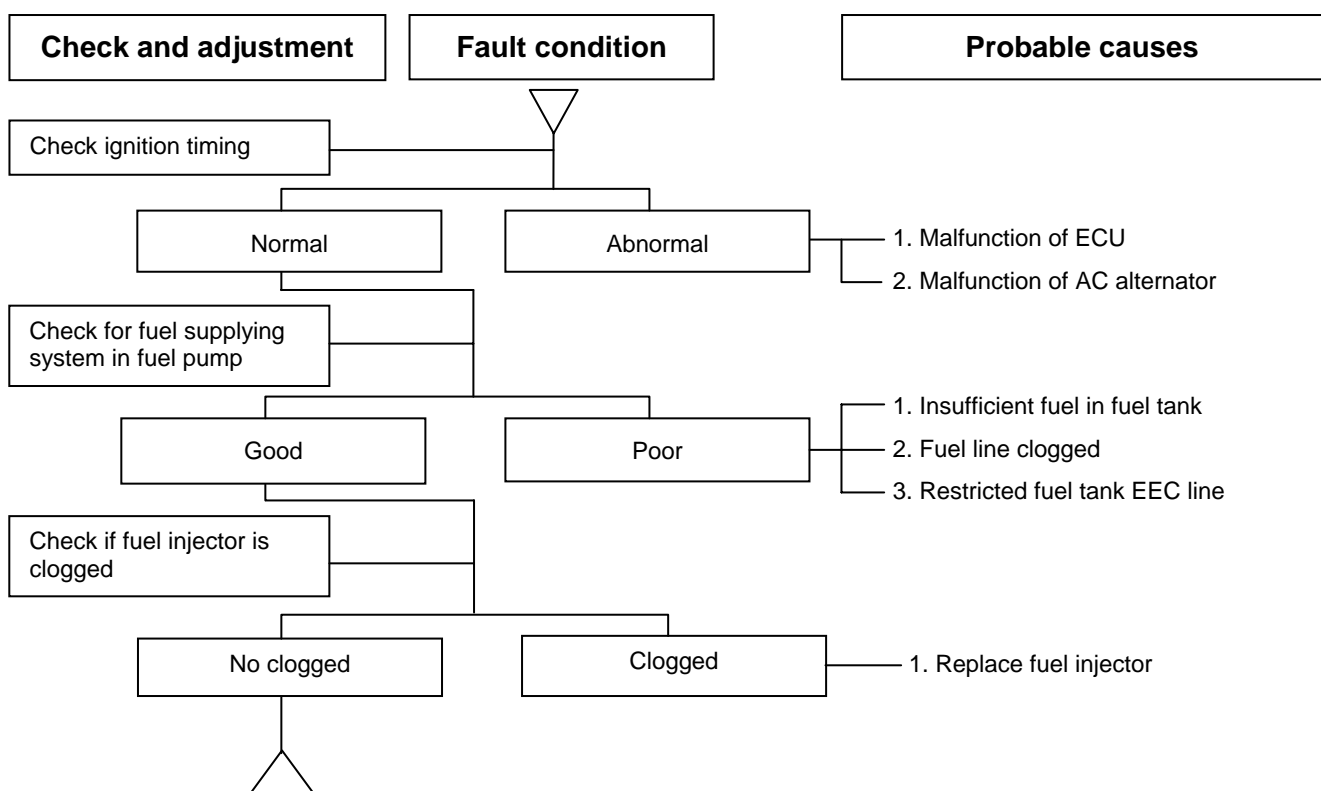 Check and adjustment
Fault condition
Probable causes
Check ignition timing
Normal
Abnormal
1. Malfunction of ECU
2. Malfunction of AC alternator
Check for fuel supplying
system in fuel pump
Good
Poor
1. Insufficient fuel in fuel tank
2. Fuel line clogged
3. Restricted fuel tank EEC line
Check if fuel injector is
clogged
No clogged
Clogged
1. Replace fuel injector